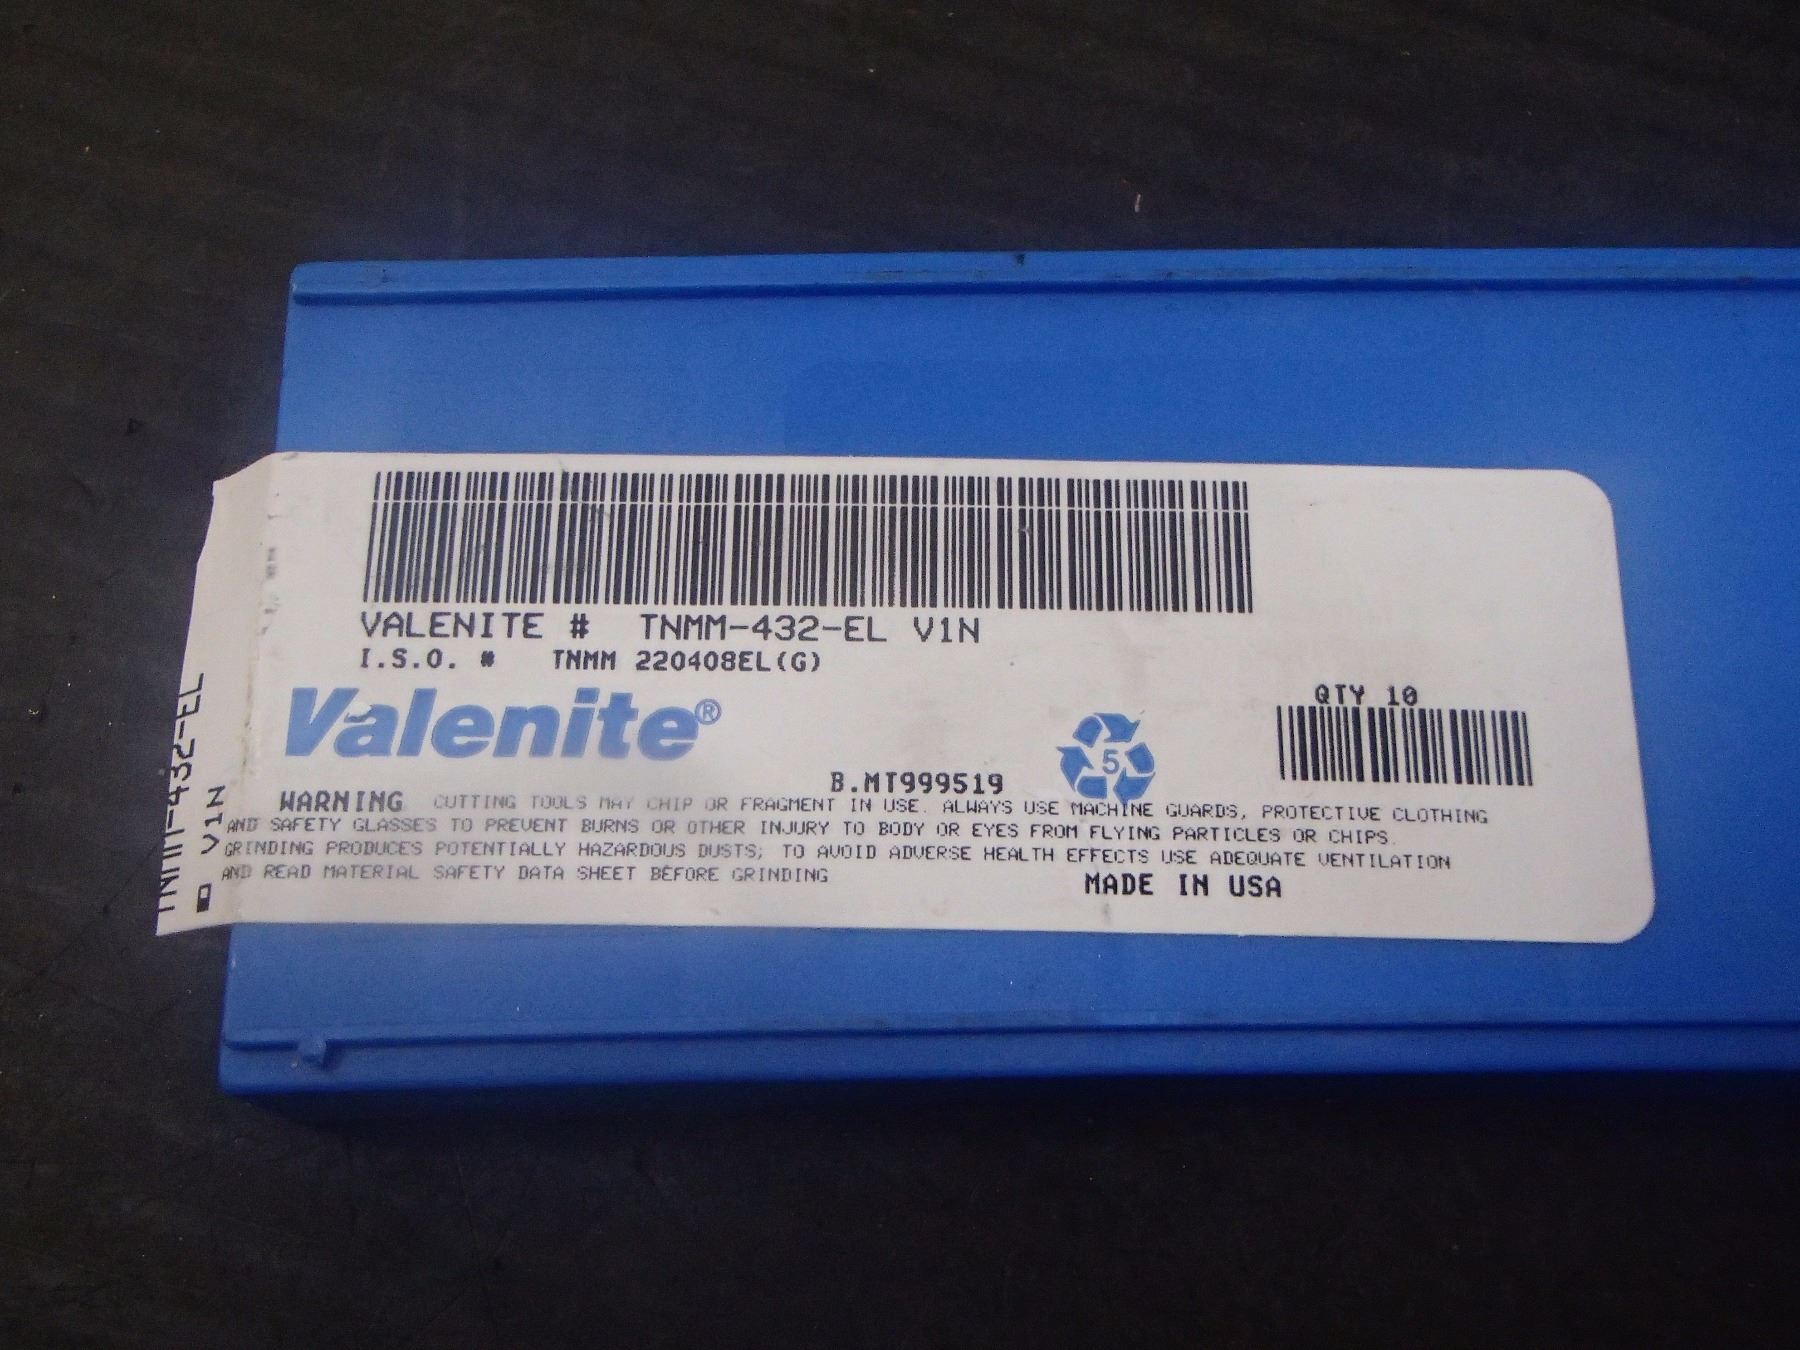 VALENITE # TNMM-432-EL V1N
I.S.O. # TNMM 220408EL(G)
Valenite®
QTY 10
5
B.MT999519
WARNING CUTTING TOOLS MAY CHIP OR FRAGMENT IN USE. ALWAYS USE MACHINE GUARDS, PROTECTIVE CLOTHING
AND SAFETY GLASSES TO PREVENT BURNS OR OTHER INJURY TO BODY OR EYES FROM FLYING PARTICLES OR CHIPS.
GRINDING PRODUCES POTENTIALLY HAZARDOUS DUSTS; TO AVOID ADVERSE HEALTH EFFECTS USE ADEQUATE VENTILATION
AND READ MATERIAL SAFETY DATA SHEET BEFORE GRINDING
MADE IN USA
TNMM-432-EL
V1N